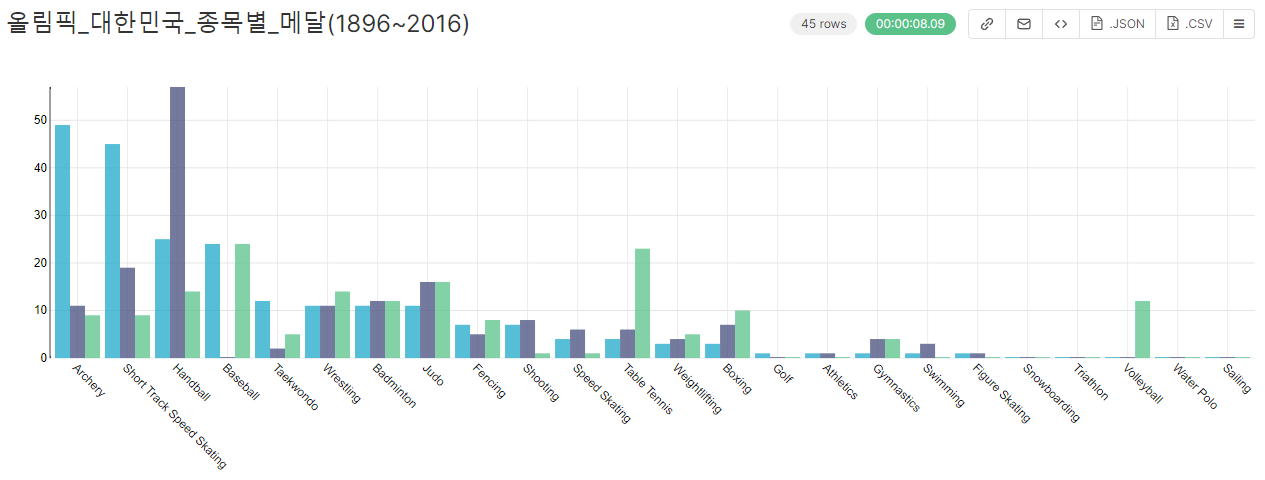 올림픽_대한민국_종목별_메달(1896~2016)
45 rows
00:00:08.09
.JSON
.CSV
50
40
30
20
10
0
Archery
Short Track Speed Skating
Handball
Baseball
Taekwondo
Wrestling
Badminton
Judo
Fencing
Shooting
Speed Skating
Table Tennis
Weightlifting
Boxing
Golf
Athletics
Gymnastics
Swimming
Figure Skating
Snowboarding
Triathlon
Volleyball
Water Polo
Sailing